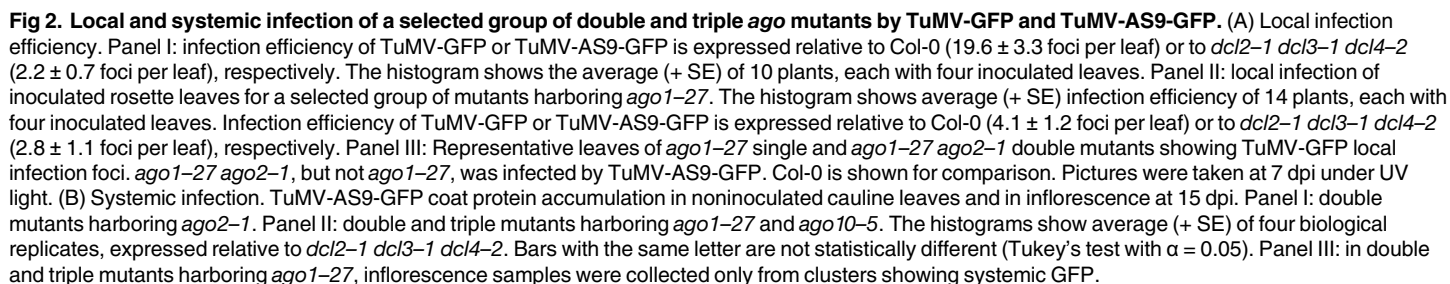 Fig 2. Local and systemic infection of a selected group of double and triple ago mutants by TuMV-GFP and TuMV-AS9-GFP. (A) Local infection
efficiency. Panel I: infection efficiency of TuMV-GFP or TuMV-AS9-GFP is expressed relative to Col-0 (19.6 ± 3.3 foci per leaf) or to dcl2–1 dcl3–1 dcl4–2
(2.2 ± 0.7 foci per leaf), respectively. The histogram shows the average (+ SE) of 10 plants, each with four inoculated leaves. Panel II: local infection of
inoculated rosette leaves for a selected group of mutants harboring ago1–27. The histogram shows average (+ SE) infection efficiency of 14 plants, each with
four inoculated leaves. Infection efficiency of TuMV-GFP or TuMV-AS9-GFP is expressed relative to Col-0 (4.1 ± 1.2 foci per leaf) or to dcl2–1 dcl3–1 dcl4–2
(2.8 ± 1.1 foci per leaf), respectively. Panel III: Representative leaves of ago1–27 single and ago1–27 ago2–1 double mutants showing TuMV-GFP local
infection foci. ago1–27 ago2–1, but not ago1–27, was infected by TuMV-AS9-GFP. Col-0 is shown for comparison. Pictures were taken at 7 dpi under UV
light. (B) Systemic infection. TuMV-AS9-GFP coat protein accumulation in noninoculated cauline leaves and in inflorescence at 15 dpi. Panel I: double
mutants harboring ago2–1. Panel II: double and triple mutants harboring ago1–27 and ago10–5. The histograms show average (+ SE) of four biological
replicates, expressed relative to dcl2–1 dcl3–1 dcl4–2. Bars with the same letter are not statistically different (Tukey's test with α = 0.05). Panel III: in double
and triple mutants harboring ago1–27, inflorescence samples were collected only from clusters showing systemic GFP.